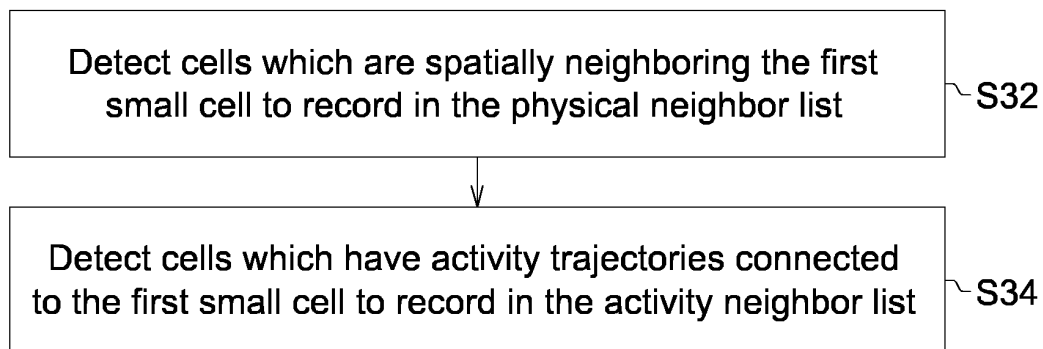 Detect cells which are spatially neighboring the first
small cell to record in the physical neighbor list
S32
Detect cells which have activity trajectories connected
to the first small cell to record in the activity neighbor list
S34